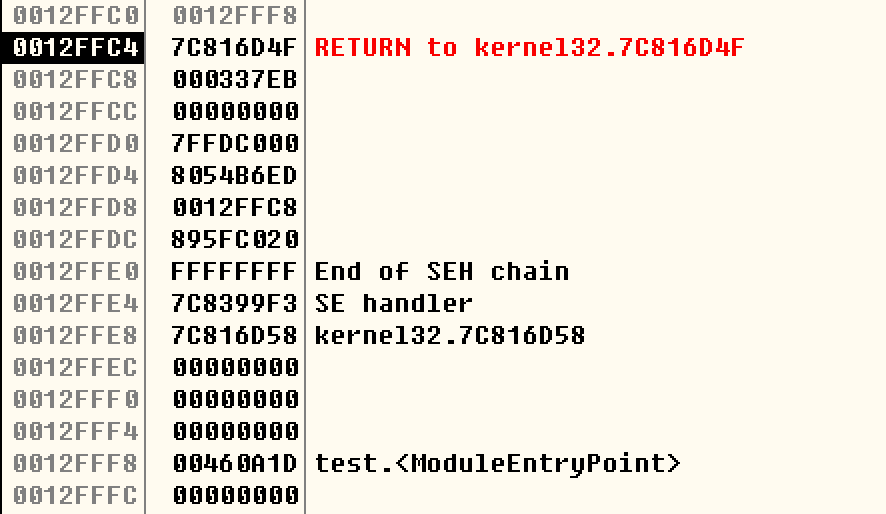 0012FFC0 0012FFF8
0012FFC4 7C816D4F RETURN to kernel32.7C816D4F
0012FFC8 000337EB
0012FFCC 00000000
0012FFD0 7FFDC000
0012FFD4 8054B6ED
0012FFD8 0012FFC8
0012FFDC 895FC020
0012FFE0 FFFFFFFF End of SEH chain
0012FFE4 7C8399F3 SE handler
0012FFE8 7C816D58 kernel32.7C816D58
0012FFEC 00000000
0012FFF0 00000000
0012FFF4 00000000
0012FFF8 00460A1D test.<ModuleEntryPoint>
0012FFFC 00000000